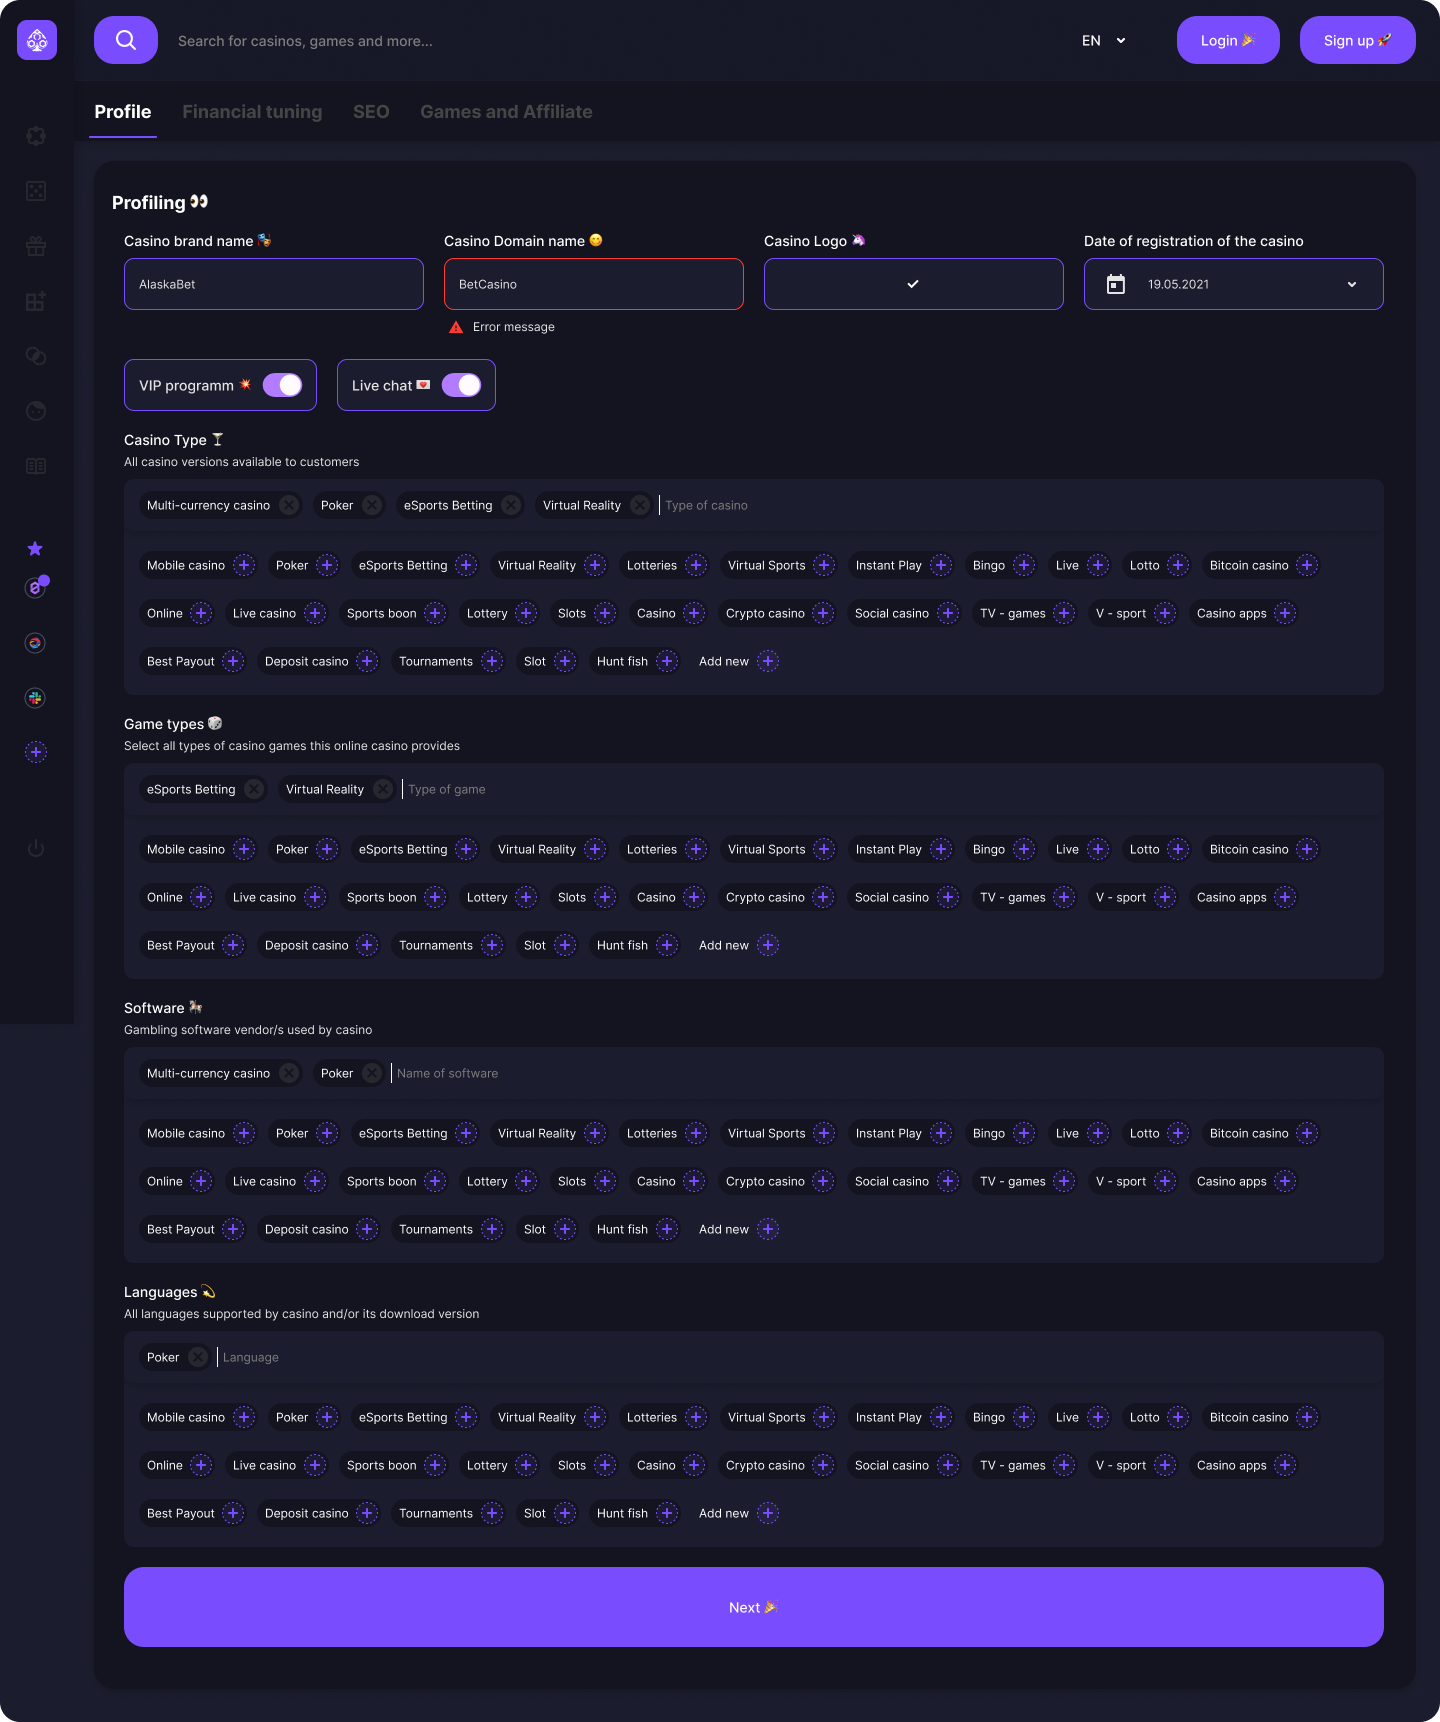 Search for casinos, games and more...
EN
Login
Sign up
Profile
Financial tuning
SEO
Games and Affiliate
Profiling
Casino brand name
Casino Domain name
Casino Logo
Date of registration of the casino
AlaskaBet
BetCasino
19.05.2021
Error message
VIP programm
Live chat
Casino Type
All casino versions available to customers
Multi-currency casino
Poker
eSports Betting
Virtual Reality
Type of casino
Mobile casino
Poker
eSports Betting
Virtual Reality
Lotteries
Virtual Sports
Instant Play
Bingo
Live
Lotto
Bitcoin casino
Online
Live casino
Sports boon
Lottery
Slots
Casino
Crypto casino
Social casino
TV - games
V - sport
Casino apps
Best Payout
Deposit casino
Tournaments
Slot
Hunt fish
Add new
Game types
Select all types of casino games this online casino provides
eSports Betting
Virtual Reality
Type of game
Mobile casino
Poker
eSports Betting
Virtual Reality
Lotteries
Virtual Sports
Instant Play
Bingo
Live
Lotto
Bitcoin casino
Online
Live casino
Sports boon
Lottery
Slots
Casino
Crypto casino
Social casino
TV - games
V - sport
Casino apps
Best Payout
Deposit casino
Tournaments
Slot
Hunt fish
Add new
Software
Gambling software vendor/s used by casino
Multi-currency casino
Poker
Name of software
Mobile casino
Poker
eSports Betting
Virtual Reality
Lotteries
Virtual Sports
Instant Play
Bingo
Live
Lotto
Bitcoin casino
Online
Live casino
Sports boon
Lottery
Slots
Casino
Crypto casino
Social casino
TV - games
V - sport
Casino apps
Best Payout
Deposit casino
Tournaments
Slot
Hunt fish
Add new
Languages
All languages supported by casino and/or its download version
Poker
Language
Mobile casino
Poker
eSports Betting
Virtual Reality
Lotteries
Virtual Sports
Instant Play
Bingo
Live
Lotto
Bitcoin casino
Online
Live casino
Sports boon
Lottery
Slots
Casino
Crypto casino
Social casino
TV - games
V - sport
Casino apps
Best Payout
Deposit casino
Tournaments
Slot
Hunt fish
Add new
Next